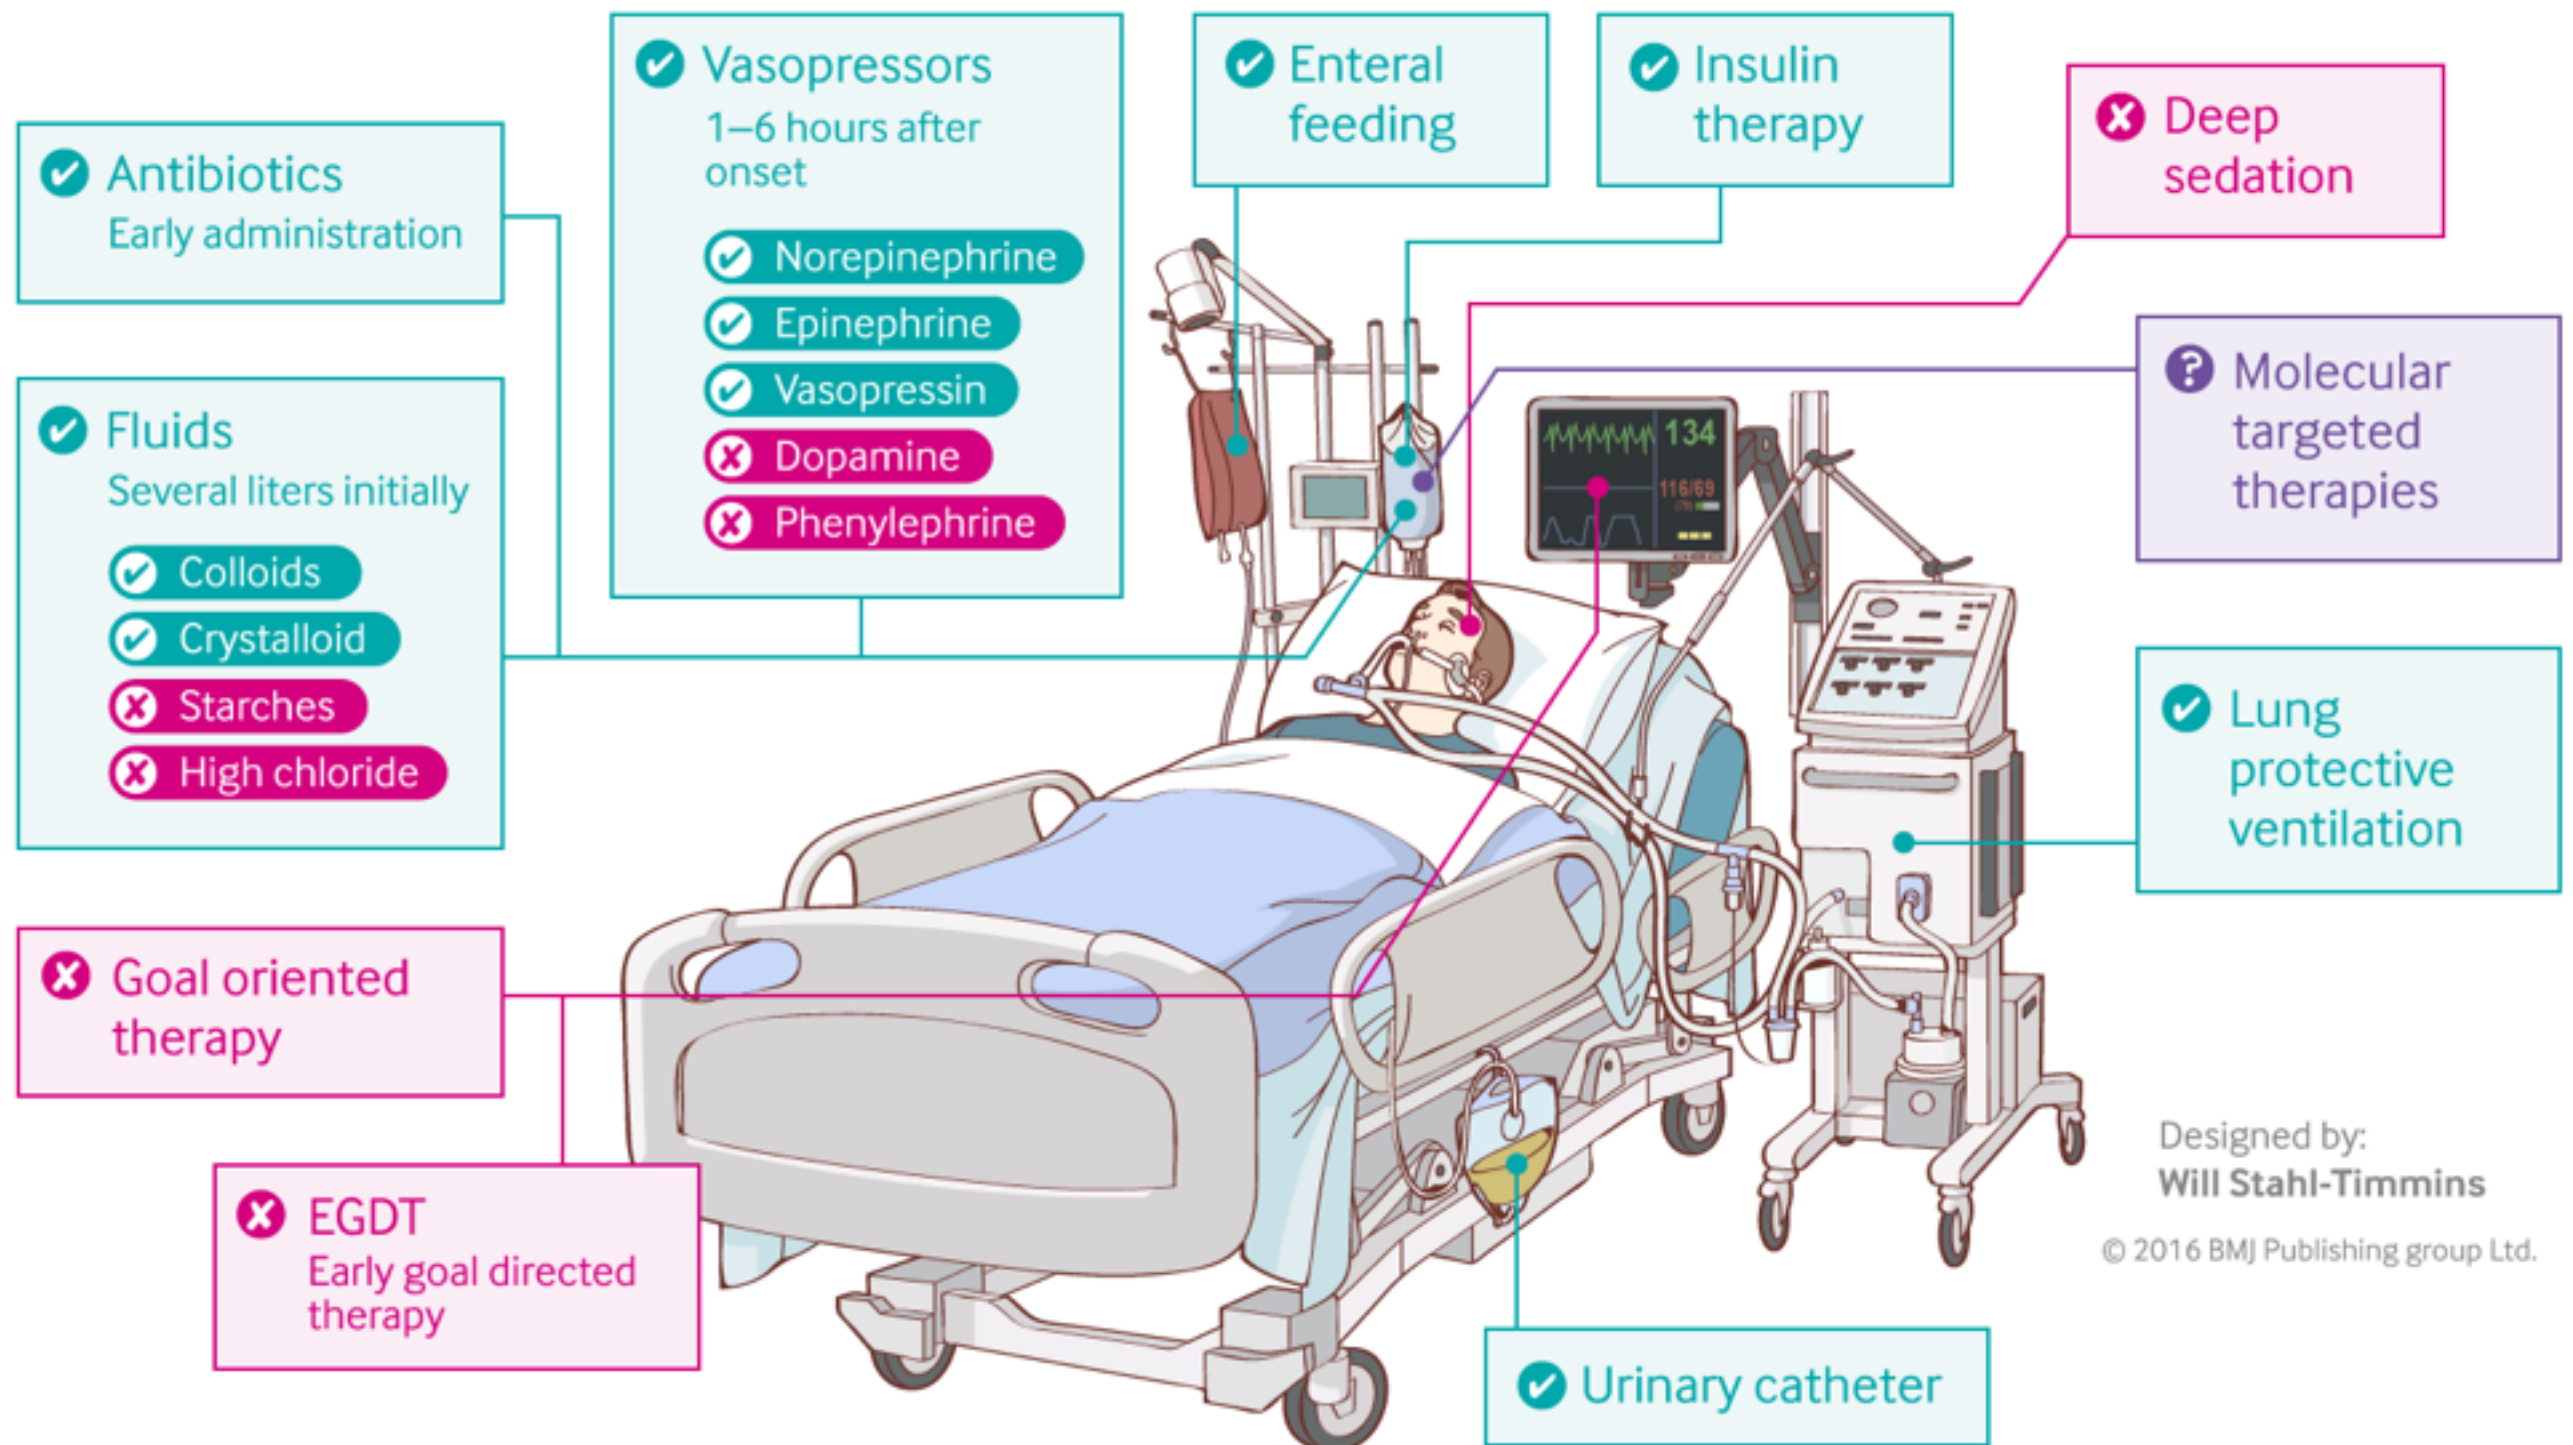 Antibiotics
Early administration
Fluids
Several liters initially
Colloids
Crystalloid
Starches
High chloride
Goal oriented
therapy
EGDT
Early goal directed
therapy
Vasopressors
1–6 hours after
onset
Norepinephrine
Epinephrine
Vasopressin
Dopamine
Phenylephrine
Enteral
feeding
Insulin
therapy
Deep
sedation
Molecular
targeted
therapies
134
116/69
Lung
protective
ventilation
Urinary catheter
Designed by:
Will Stahl-Timmins
© 2016 BMJ Publishing group Ltd.